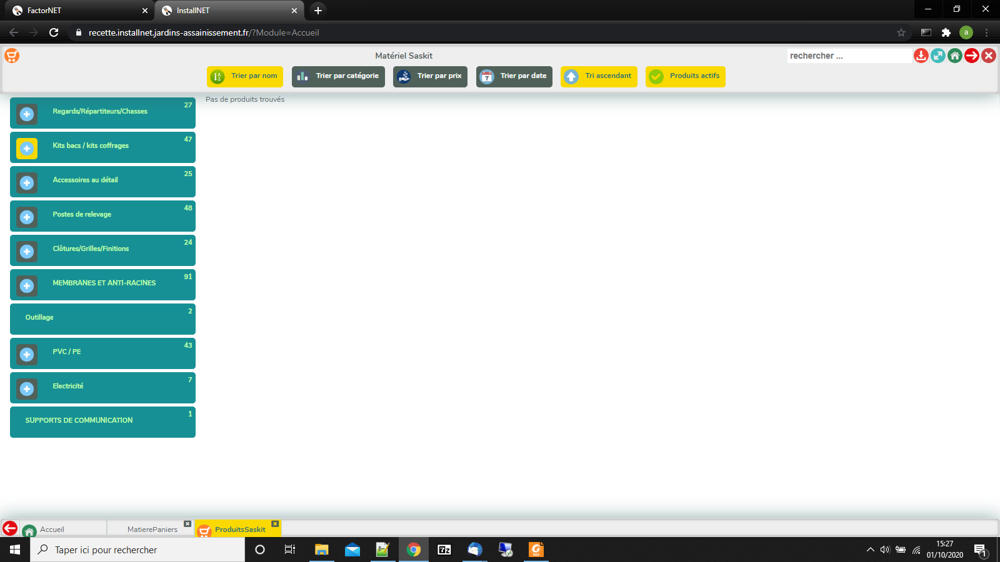 FactorNET
InstallNET
recette.installnet.jardins-assainissement.fr/?Module=Accueil
a
Matériel Saskit
rechercher ...
Trier par nom
Trier par catégorie
Trier par prix
7
Trier par date
Tri ascendant
Produits actifs
Pas de produits trouvés
Regards/Répartiteurs/Chasses
27
Kits bacs / kits coffrages
47
Accessoires au détail
25
Postes de relevage
48
Clôtures/Grilles/Finitions
24
MEMBRANES ET ANTI-RACINES
91
Outillage
2
PVC / PE
43
Electricité
7
SUPPORTS DE COMMUNICATION
1
Accueil
MatierePaniers
ProduitsSaskit
Taper ici pour rechercher
7z
15:27
01/10/2020
1